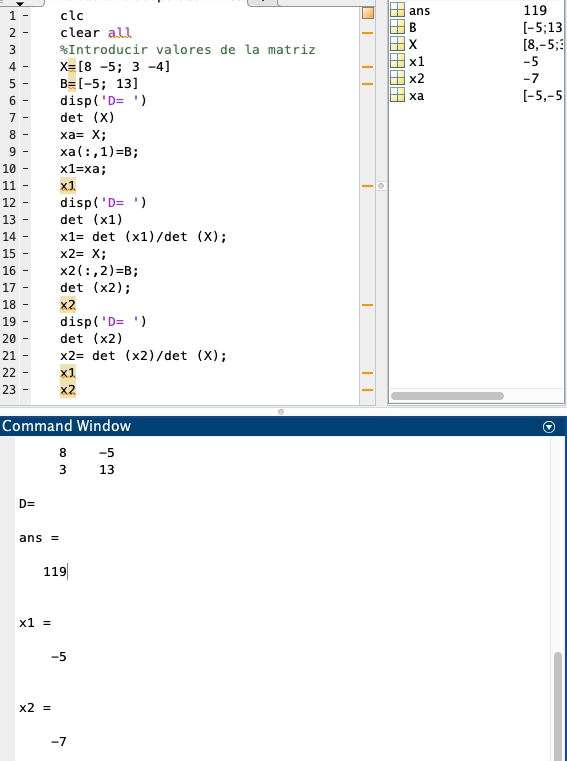 1 - clc
2 - clear all
3 %Introducir valores de la matriz
4 - X=[8 -5; 3 -4]
5 - B=[-5; 13]
6 - disp('D= ')
7 - det (X)
8 - xa= X;
9 - xa(:,1)=B;
10 - x1=xa;
11 - x1
12 - disp('D= ')
13 - det (x1)
14 - x1= det (x1)/det (X);
15 - x2= X;
16 - x2(:,2)=B;
17 - det (x2);
18 - x2
19 - disp('D= ')
20 - det (x2)
21 - x2= det (x2)/det (X);
22 - x1
23 - x2
ans 119
B [-5;13
X [8,-5;3
x1 -5
x2 -7
xa [-5,-5
Command Window
8 -5
3 13
D=
ans =
119
x1 =
-5
x2 =
-7